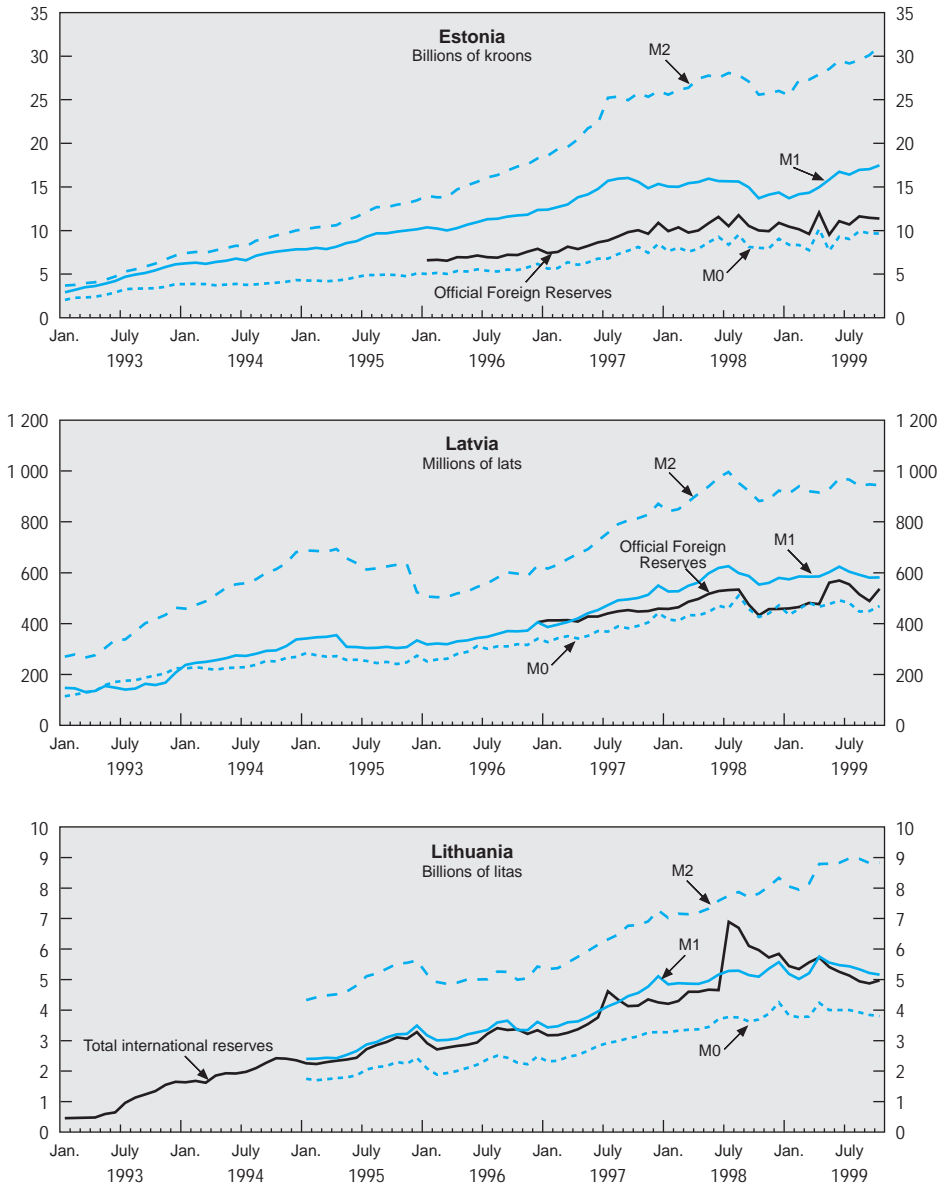 Estonia
Billions of kroons
35 35
30 30
25 25
20 20
15 15
10 10
5 5
0 0
M2
M1
Official Foreign Reserves
M0
Jan. July Jan. July Jan. July Jan. July Jan. July Jan. July Jan. July
1993 1994 1995 1996 1997 1998 1999
Latvia
Millions of lats
1 200 1 200
1 000 1 000
800 800
600 600
400 400
200 200
0 0
M2
Official Foreign
Reserves
M1
M0
Jan. July Jan. July Jan. July Jan. July Jan. July Jan. July Jan. July
1993 1994 1995 1996 1997 1998 1999
Lithuania
Billions of litas
10 10
9 9
8 8
7 7
6 6
5 5
4 4
3 3
2 2
1 1
0 0
M2
M1
Total international reserves
M0
Jan. July Jan. July Jan. July Jan. July Jan. July Jan. July Jan. July
1993 1994 1995 1996 1997 1998 1999